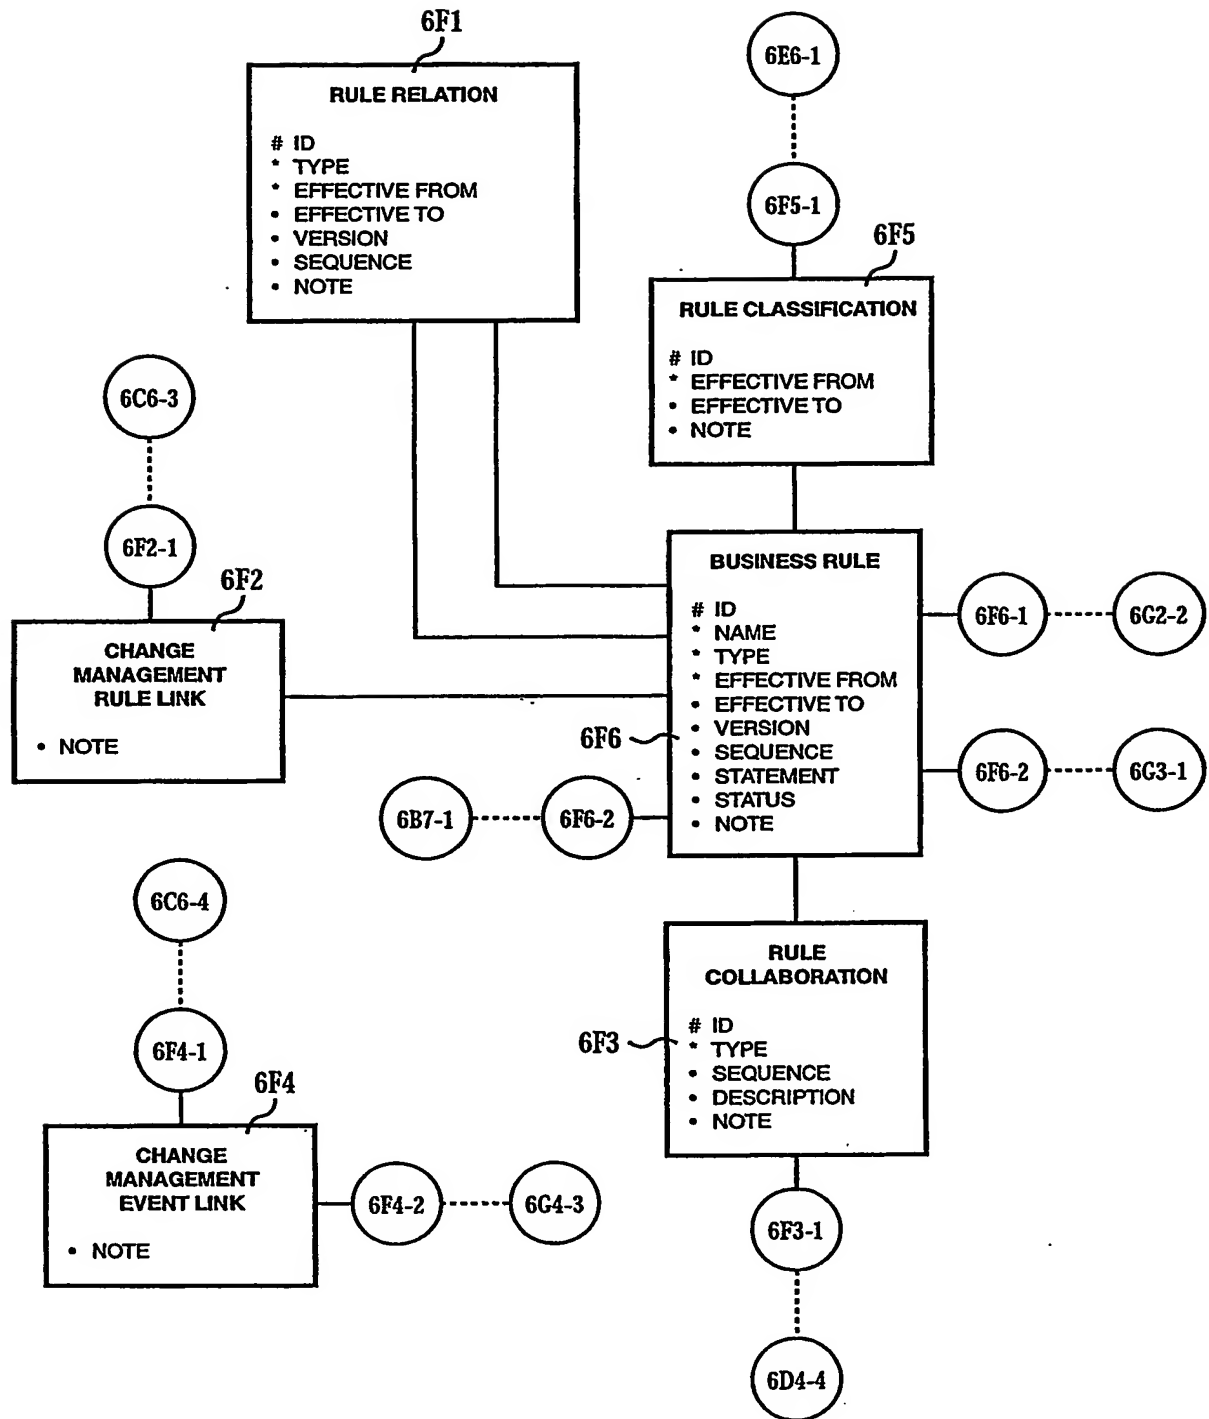 6F1
RULE RELATION
# ID
* TYPE
* EFFECTIVE FROM
• EFFECTIVE TO
• VERSION
• SEQUENCE
• NOTE
6E6-1
6F5-1
6F5
RULE CLASSIFICATION
# ID
* EFFECTIVE FROM
• EFFECTIVE TO
• NOTE
6C6-3
6F2-1
6F2
CHANGE
MANAGEMENT
RULE LINK
• NOTE
BUSINESS RULE
# ID
* NAME
* TYPE
* EFFECTIVE FROM
• EFFECTIVE TO
• VERSION
• SEQUENCE
• STATEMENT
• STATUS
• NOTE
6F6
6F6-1
6G2-2
6F6-2
6G3-1
6B7-1
6F6-2
6C6-4
6F4-1
6F4
CHANGE
MANAGEMENT
EVENT LINK
• NOTE
6F4-2
6G4-3
RULE
COLLABORATION
# ID
* TYPE
• SEQUENCE
• DESCRIPTION
• NOTE
6F3
6F3-1
6D4-4